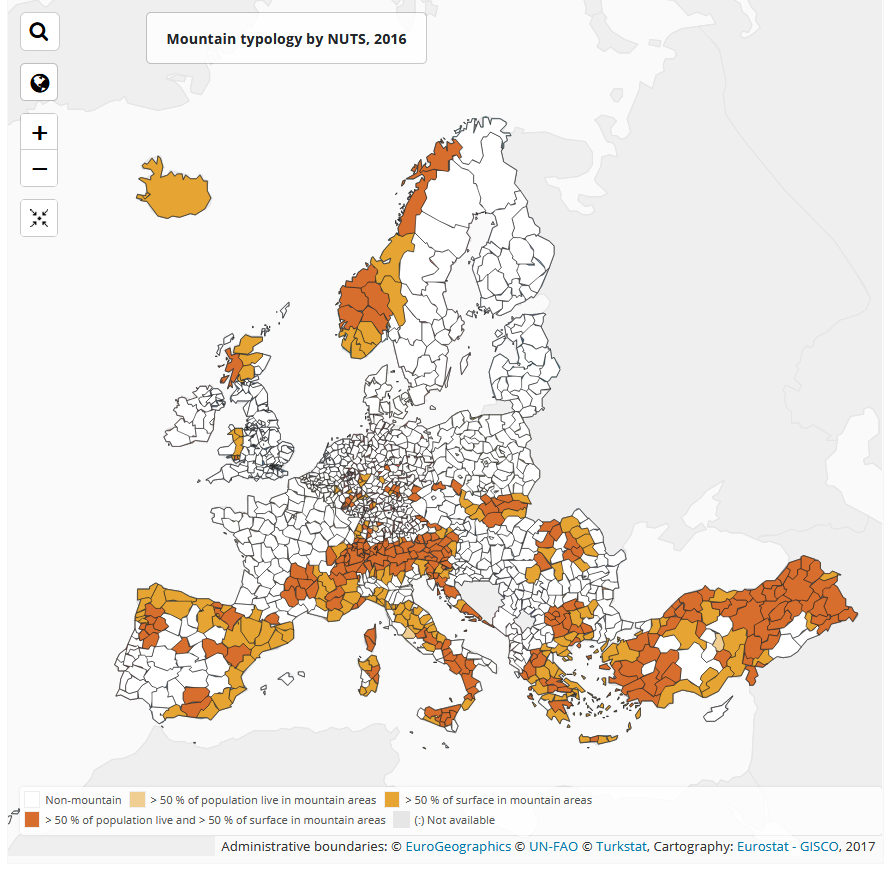 Mountain typology by NUTS, 2016
+
−
Non-mountain > 50 % of population live in mountain areas > 50 % of surface in mountain areas
> 50 % of population live and > 50 % of surface in mountain areas (:) Not available
Administrative boundaries: © EuroGeographics © UN-FAO © Turkstat, Cartography: Eurostat - GISCO, 2017